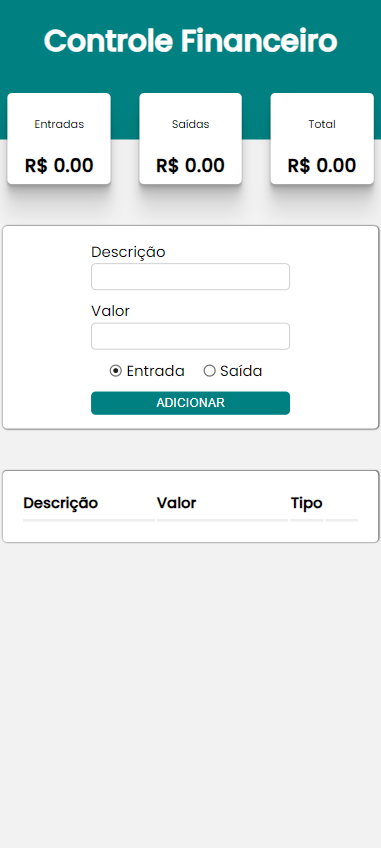 Controle Financeiro
Entradas
R$ 0.00
Saídas
R$ 0.00
Total
R$ 0.00
Descrição
Valor
Entrada Saída
ADICIONAR
Descrição Valor Tipo